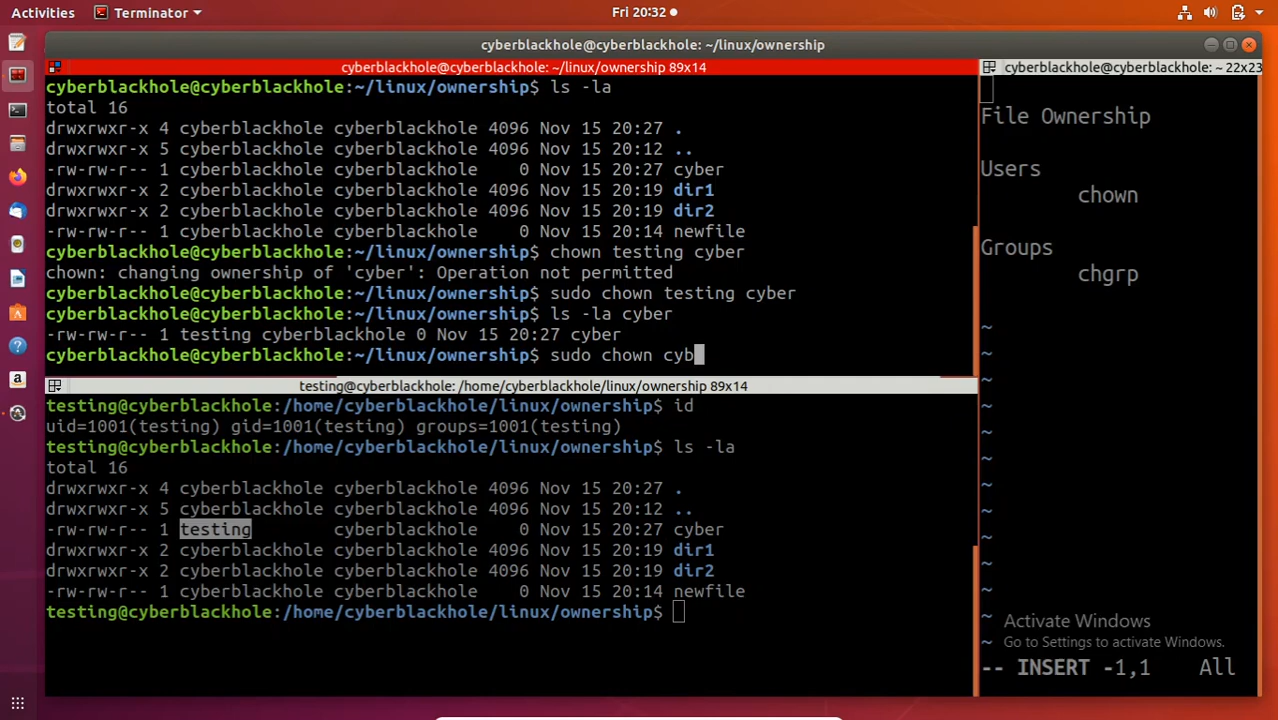 Activities Terminator Fri 20:32
cyberblackhole@cyberblackhole: ~/linux/ownership
cyberblackhole@cyberblackhole: ~/linux/ownership 89x14
cyberblackhole@cyberblackhole:~/linux/ownership$ ls -la
total 16
drwxrwxr-x 4 cyberblackhole cyberblackhole 4096 Nov 15 20:27 .
drwxrwxr-x 5 cyberblackhole cyberblackhole 4096 Nov 15 20:12 ..
-rw-rw-r-- 1 cyberblackhole cyberblackhole    0 Nov 15 20:27 cyber
drwxrwxr-x 2 cyberblackhole cyberblackhole 4096 Nov 15 20:19 dir1
drwxrwxr-x 2 cyberblackhole cyberblackhole 4096 Nov 15 20:19 dir2
-rw-rw-r-- 1 cyberblackhole cyberblackhole    0 Nov 15 20:14 newfile
cyberblackhole@cyberblackhole:~/linux/ownership$ chown testing cyber
chown: changing ownership of 'cyber': Operation not permitted
cyberblackhole@cyberblackhole:~/linux/ownership$ sudo chown testing cyber
cyberblackhole@cyberblackhole:~/linux/ownership$ ls -la cyber
-rw-rw-r-- 1 testing cyberblackhole 0 Nov 15 20:27 cyber
cyberblackhole@cyberblackhole:~/linux/ownership$ sudo chown cyb
testing@cyberblackhole: /home/cyberblackhole/linux/ownership 89x14
testing@cyberblackhole:/home/cyberblackhole/linux/ownership$ id
uid=1001(testing) gid=1001(testing) groups=1001(testing)
testing@cyberblackhole:/home/cyberblackhole/linux/ownership$ ls -la
total 16
drwxrwxr-x 4 cyberblackhole cyberblackhole 4096 Nov 15 20:27 .
drwxrwxr-x 5 cyberblackhole cyberblackhole 4096 Nov 15 20:12 ..
-rw-rw-r-- 1 testing        cyberblackhole    0 Nov 15 20:27 cyber
drwxrwxr-x 2 cyberblackhole cyberblackhole 4096 Nov 15 20:19 dir1
drwxrwxr-x 2 cyberblackhole cyberblackhole 4096 Nov 15 20:19 dir2
-rw-rw-r-- 1 cyberblackhole cyberblackhole    0 Nov 15 20:14 newfile
testing@cyberblackhole:/home/cyberblackhole/linux/ownership$
cyberblackhole@cyberblackhole: ~ 22x23
File Ownership
Users
chown
Groups
chgrp
~
~
~
~
~
~
~
~
~
~
~
~
~
Activate Windows
Go to Settings to activate Windows.
-- INSERT -1,1 All